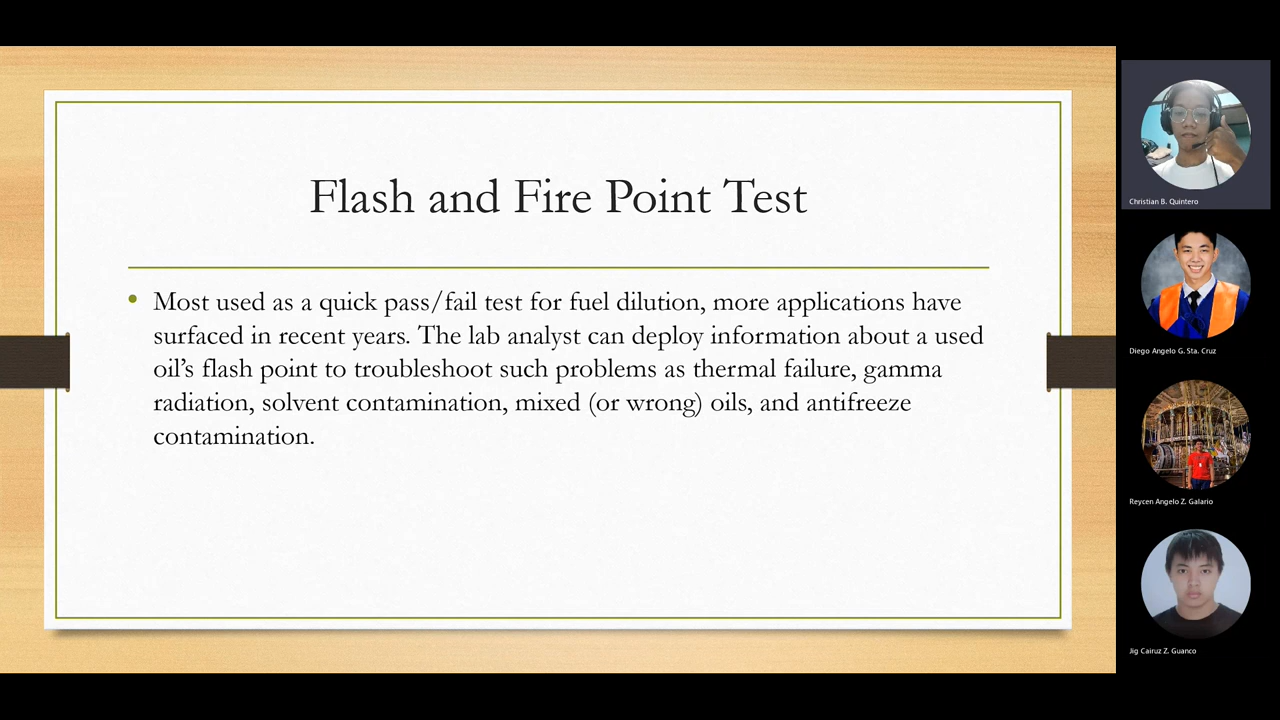 Flash and Fire Point Test
• Most used as a quick pass/fail test for fuel dilution, more applications have
surfaced in recent years. The lab analyst can deploy information about a used
oil’s flash point to troubleshoot such problems as thermal failure, gamma
radiation, solvent contamination, mixed (or wrong) oils, and antifreeze
contamination.
Christian B. Quintero
Diego Angelo G. Sta. Cruz
Reycen Angelo Z. Galario
Jig Cairuz Z. Guanco